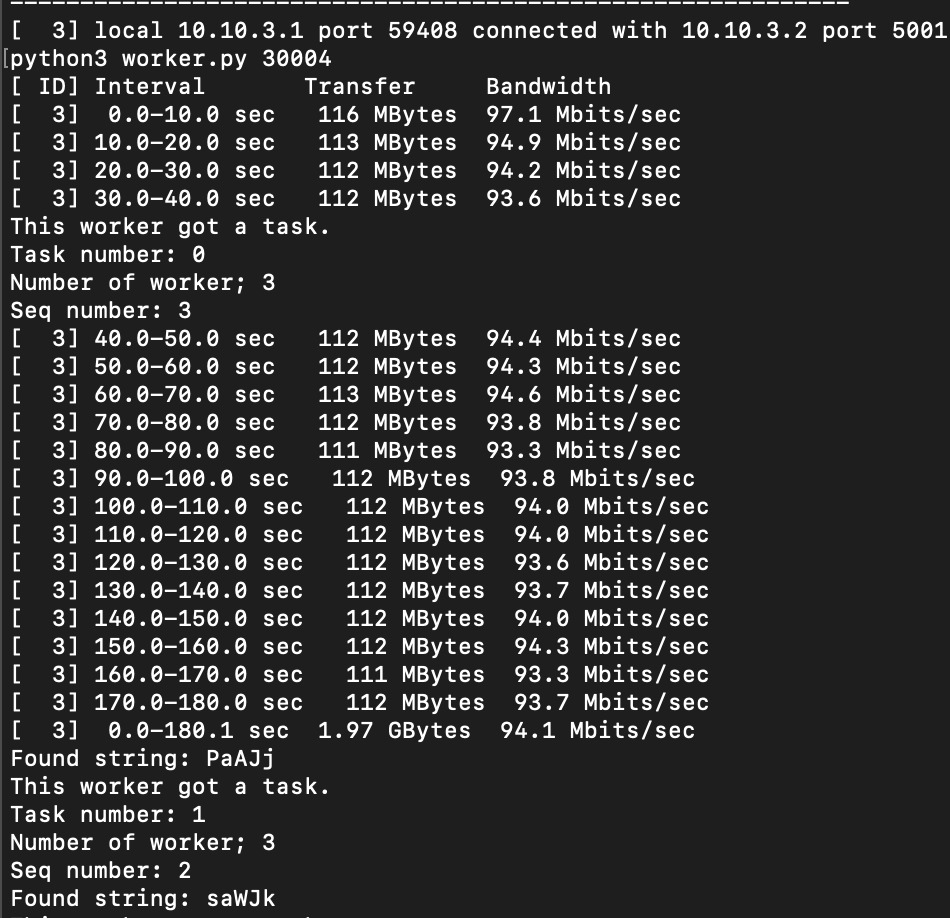 ------------------------------------------------------------
[  3] local 10.10.3.1 port 59408 connected with 10.10.3.2 port 5001
[python3 worker.py 30004
[ ID] Interval       Transfer     Bandwidth
[  3]  0.0-10.0 sec   116 MBytes  97.1 Mbits/sec
[  3] 10.0-20.0 sec   113 MBytes  94.9 Mbits/sec
[  3] 20.0-30.0 sec   112 MBytes  94.2 Mbits/sec
[  3] 30.0-40.0 sec   112 MBytes  93.6 Mbits/sec
This worker got a task.
Task number: 0
Number of worker; 3
Seq number: 3
[  3] 40.0-50.0 sec   112 MBytes  94.4 Mbits/sec
[  3] 50.0-60.0 sec   112 MBytes  94.3 Mbits/sec
[  3] 60.0-70.0 sec   113 MBytes  94.6 Mbits/sec
[  3] 70.0-80.0 sec   112 MBytes  93.8 Mbits/sec
[  3] 80.0-90.0 sec   111 MBytes  93.3 Mbits/sec
[  3] 90.0-100.0 sec   112 MBytes  93.8 Mbits/sec
[  3] 100.0-110.0 sec   112 MBytes  94.0 Mbits/sec
[  3] 110.0-120.0 sec   112 MBytes  94.0 Mbits/sec
[  3] 120.0-130.0 sec   112 MBytes  93.6 Mbits/sec
[  3] 130.0-140.0 sec   112 MBytes  93.7 Mbits/sec
[  3] 140.0-150.0 sec   112 MBytes  94.0 Mbits/sec
[  3] 150.0-160.0 sec   112 MBytes  94.3 Mbits/sec
[  3] 160.0-170.0 sec   111 MBytes  93.3 Mbits/sec
[  3] 170.0-180.0 sec   112 MBytes  93.7 Mbits/sec
[  3]  0.0-180.1 sec  1.97 GBytes  94.1 Mbits/sec
Found string: PaAJj
This worker got a task.
Task number: 1
Number of worker; 3
Seq number: 2
Found string: saWJk